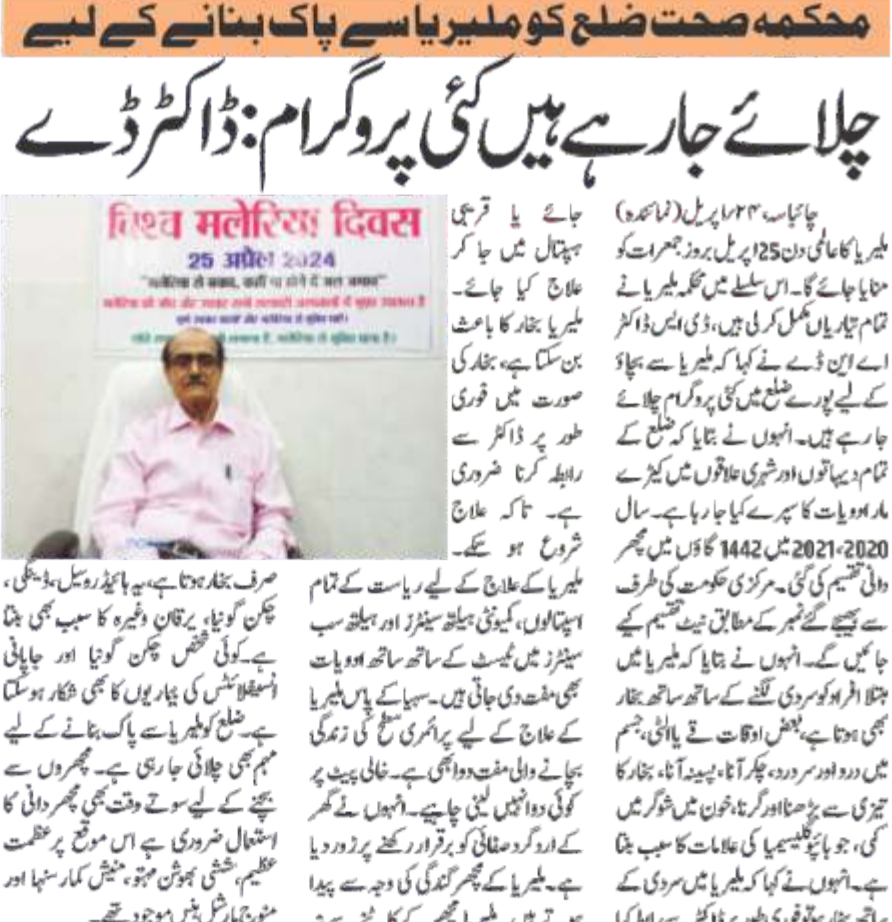 محکمہ صحت ضلع کو ملیریا سے پاک بنانے کے لیے
چلائے جارہے ہیں کئی پروگرام: ڈاکٹر ڈے
چائباسہ، ۲۴/اپریل (نمائندہ)
ملیریا کا عالمی دن 25اپریل بروز جمعرات کو
منایا جائے گا۔ اس سلسلے میں محکمہ ملیریا نے
تمام تیاریاں مکمل کر لی ہیں، ڈی ایس ڈاکٹر
اے این ڈے نے کہا کہ ملیریا سے بچاؤ
کے لیے پورے ضلع میں کئی پروگرام چلائے
جا رہے ہیں۔ انہوں نے بتایا کہ ضلع کے
تمام دیہاتوں اور شہری علاقوں میں کیڑے
مار ادویات کا سپرے کیا جا رہا ہے۔ سال
2020،2021 میں 1442 گاؤں میں مچھر
دانی تقسیم کی گئی۔ مرکزی حکومت کی طرف
سے بھیجے گئے نمبر کے مطابق نیٹ تقسیم کیے
جائیں گے۔ انہوں نے بتایا کہ ملیریا میں
مبتلا افراد کو سردی لگنے کے ساتھ ساتھ بخار
بھی ہوتا ہے، بعض اوقات قے یا الٹی، جسم
میں درد اور سر درد، چکر آنا، پسینہ آنا، بخار کا
تیزی سے بڑھنا اور گرنا، خون میں شوگر میں
کمی، جو ہائپوگلیسیمیا کی علامات کا سبب بنتا
ہے۔ انہوں نے کہا کہ ملیریا میں سردی کے
جائے یا قریبی
ہسپتال میں جا کر
علاج کیا جائے۔
ملیریا بخار کا باعث
بن سکتا ہے، بخار کی
صورت میں فوری
طور پر ڈاکٹر سے
رابطہ کرنا ضروری
ہے۔ تاکہ علاج
شروع ہو سکے۔
ملیریا کے علاج کے لیے ریاست کے تمام
اسپتالوں، کمیونٹی ہیلتھ سینٹرز اور ہیلتھ سب
سینٹرز میں ٹیسٹ کے ساتھ ساتھ ادویات
بھی مفت دی جاتی ہیں۔ سہیا کے پاس ملیریا
کے علاج کے لیے پرائمری سطح کی زندگی
بچانے والی مفت دوا بھی ہے۔ خالی پیٹ پر
کوئی دوا نہیں لینی چاہیے۔ انہوں نے گھر
کے ارد گرد صفائی کو برقرار رکھنے پر زور دیا
ہے۔ ملیریا کے مچھر گندگی کی وجہ سے پیدا
صرف بخار ہوتا ہے، یہ ہائیڈروسیل، ڈینگی،
چکن گونیا، یرقان وغیرہ کا سبب بھی بنتا
ہے۔ کوئی شخص چکن گونیا اور جاپانی
انسیفلائٹس کی بیماریوں کا بھی شکار ہو سکتا
ہے۔ ضلع کو ملیریا سے پاک بنانے کے لیے
مہم بھی چلائی جا رہی ہے۔ مچھروں سے
بچنے کے لیے سوتے وقت بھی مچھر دانی کا
استعمال ضروری ہے اس موقع پر عظمت
عظیم، ششی بھوشن مہتو، منیش کمار سنہا اور
منوج مارشل پنس موجود تھے۔
विश्व मलेरिया दिवस
25 अप्रैल 2024